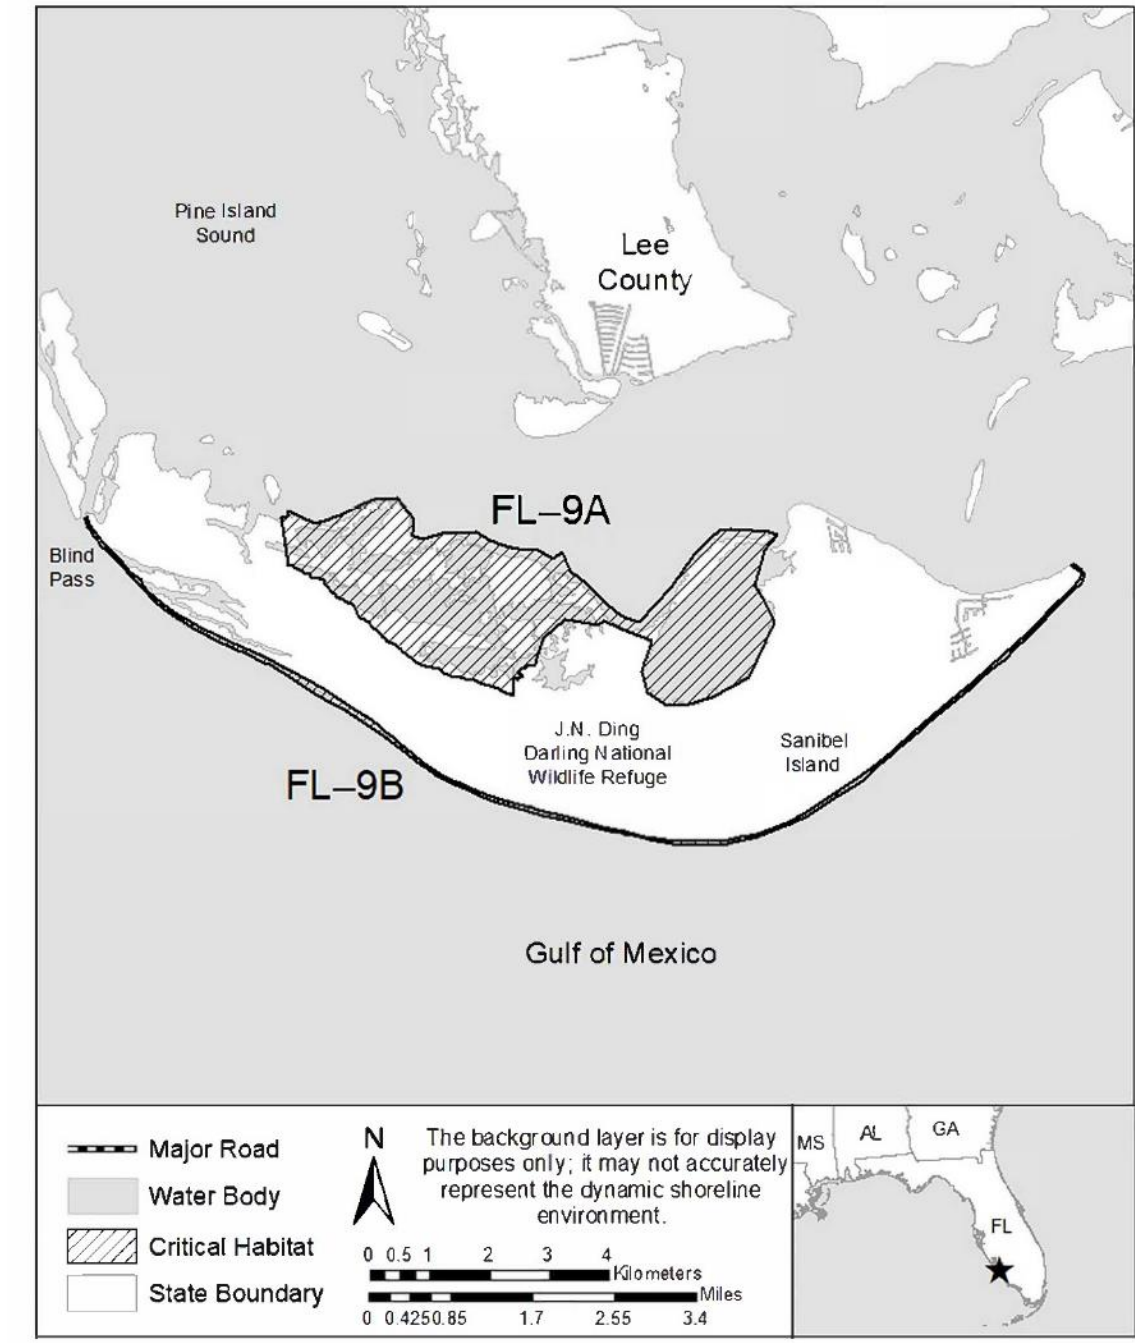 Pine Island
Sound
Lee
County
FL–9A
Blind
Pass
J.N. Ding
Darling National
Wildlife Refuge
Sanibel
Island
FL–9B
Gulf of Mexico
Major Road
Water Body
Critical Habitat
State Boundary
N
The background layer is for display
purposes only; it may not accurately
represent the dynamic shoreline
environment.
0 0.5 1 2 3 4
Kilometers
Miles
0 0.4250.85 1.7 2.55 3.4
MS
AL
GA
FL